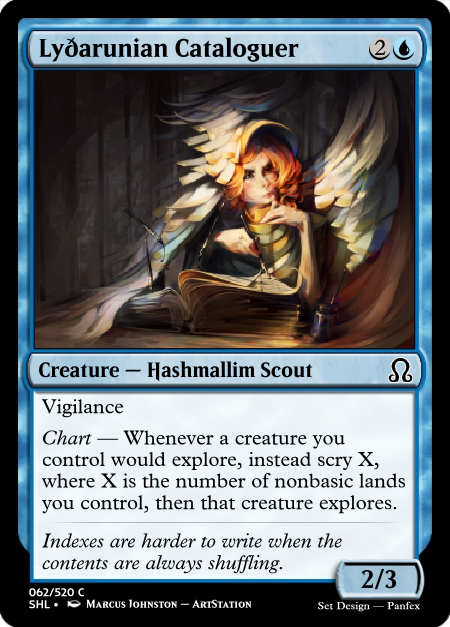 Lyðarunian Cataloguer 2
Creature — Ḥashmallim Scout
Vigilance
Chart — Whenever a creature you
control would explore, instead scry X,
where X is the number of nonbasic lands
you control, then that creature explores.
Indexes are harder to write when the
contents are always shuffling.
2/3
062/520 C
SHL • Marcus Johnston — ArtStation
Set Design — Panfex